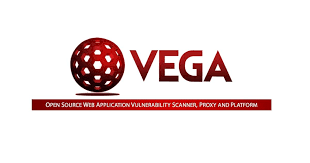 VEGA
OPEN SOURCE WEB APPLICATION VULNERABILITY SCANNER, PROXY AND PLATFORM